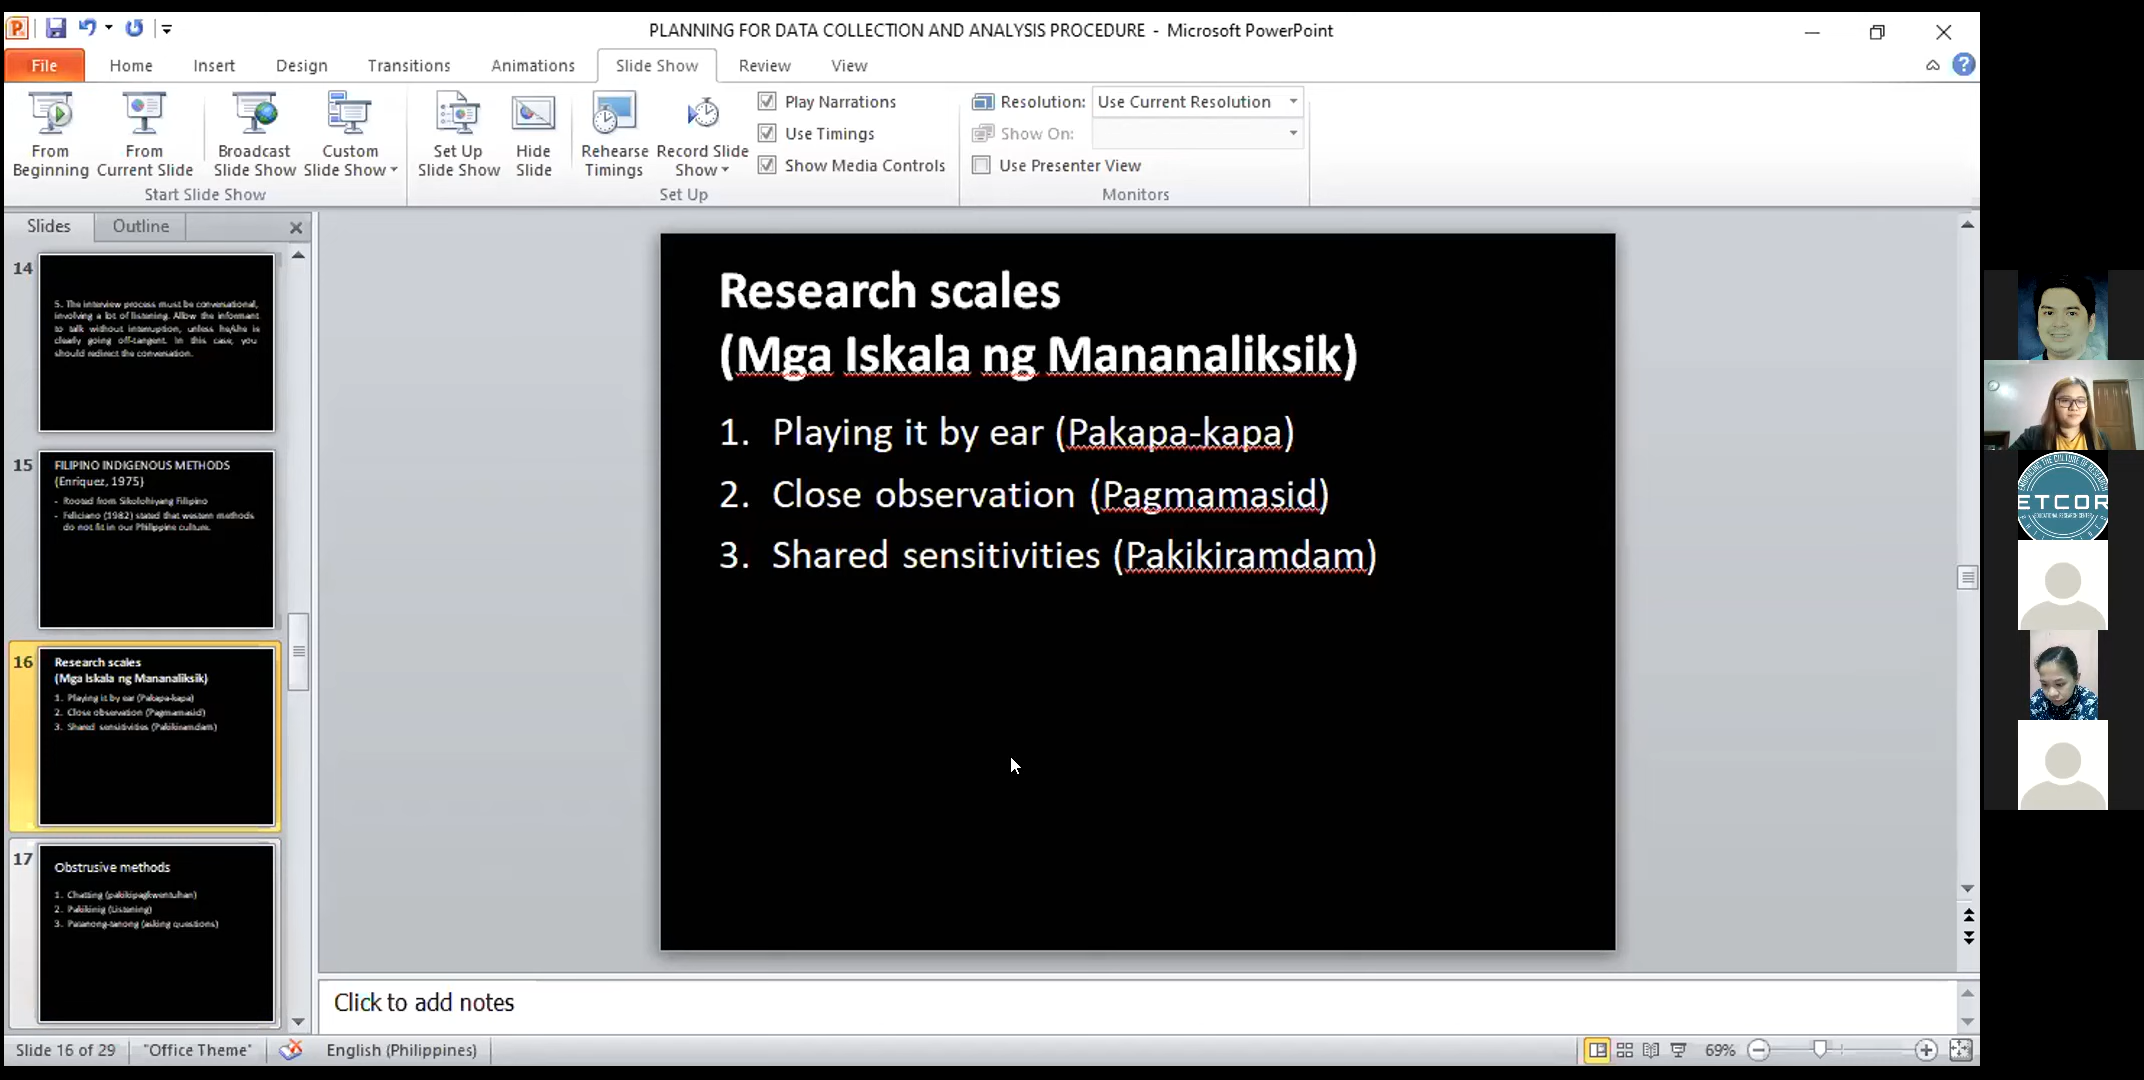 PLANNING FOR DATA COLLECTION AND ANALYSIS PROCEDURE - Microsoft PowerPoint
File Home Insert Design Transitions Animations Slide Show Review View
From Beginning
From Current Slide
Broadcast Slide Show
Custom Slide Show
Set Up Slide Show
Hide Slide
Rehearse Timings
Record Slide Show
Play Narrations
Use Timings
Show Media Controls
Resolution: Use Current Resolution
Show On:
Use Presenter View
Start Slide Show
Set Up
Monitors
Slides Outline
14
5. The interview process must be conversational,
involving a lot of listening. Allow the informant
to talk without interruption, unless he/she is
clearly going off-tangent. In this case, you
should redirect the conversation.
15
FILIPINO INDIGENOUS METHODS
(Enriquez, 1975)
- Rooted from Sikolohiyang Filipino
- Feliciano (1982) stated that western methods
do not fit in our Philippine culture.
16
Research scales
(Mga Iskala ng Mananaliksik)
1. Playing it by ear (Pakapa-kapa)
2. Close observation (Pagmamasid)
3. Shared sensitivities (Pakikiramdam)
17
Obstrusive methods
1. Chatting (pakikipagkwentuhan)
2. Pakikinig (Listening)
3. Patanong-tanong (asking questions)
Research scales
(Mga Iskala ng Mananaliksik)
1. Playing it by ear (Pakapa-kapa)
2. Close observation (Pagmamasid)
3. Shared sensitivities (Pakikiramdam)
Click to add notes
Slide 16 of 29 "Office Theme" English (Philippines) 69%
ETCOR
EDUCATIONAL RESEARCH CENTER